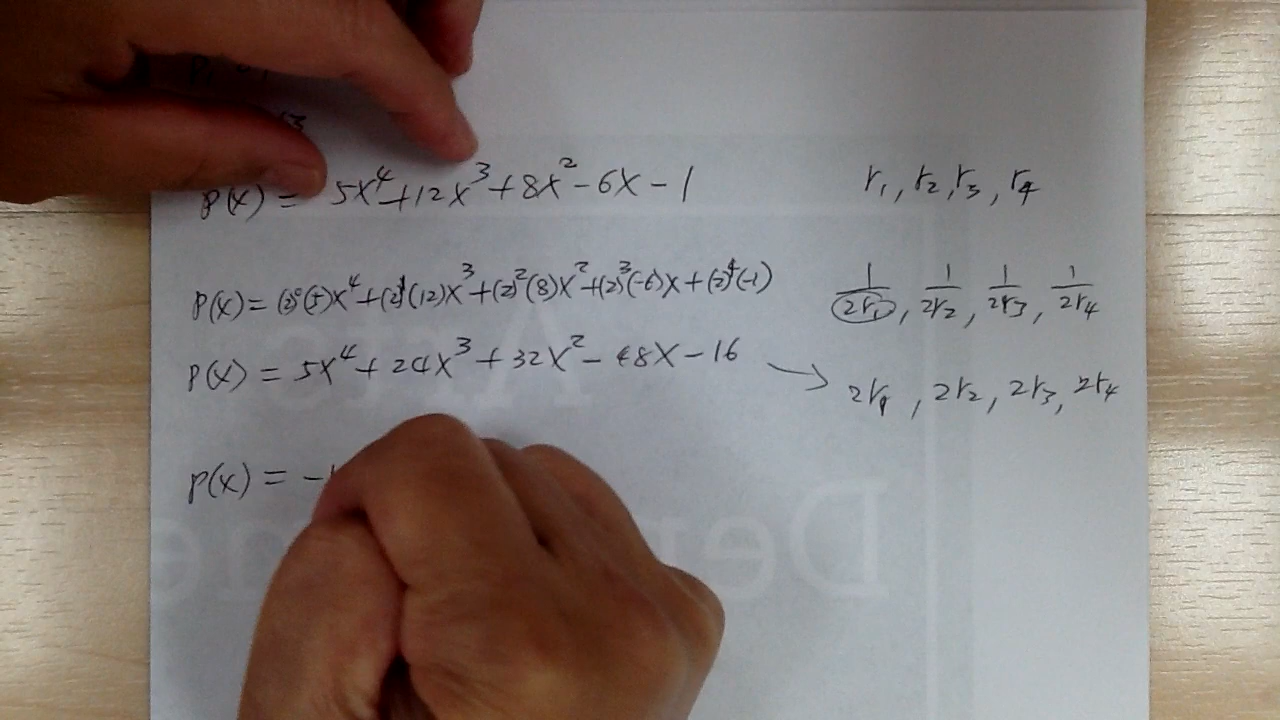 P(x) = 5x⁴+12x³+8x²-6x-1
r₁, r₂, r₃, r₄
P(x) = (2)⁰(5)x⁴+(2)¹(12)x³+(2)²(8)x²+(2)³(-6)x+(2)⁴(-1)
1/2r₁, 1/2r₂, 1/2r₃, 1/2r₄
P(x) = 5x⁴+24x³+32x²-48x-16 →
2r₁, 2r₂, 2r₃, 2r₄
P(x) = -